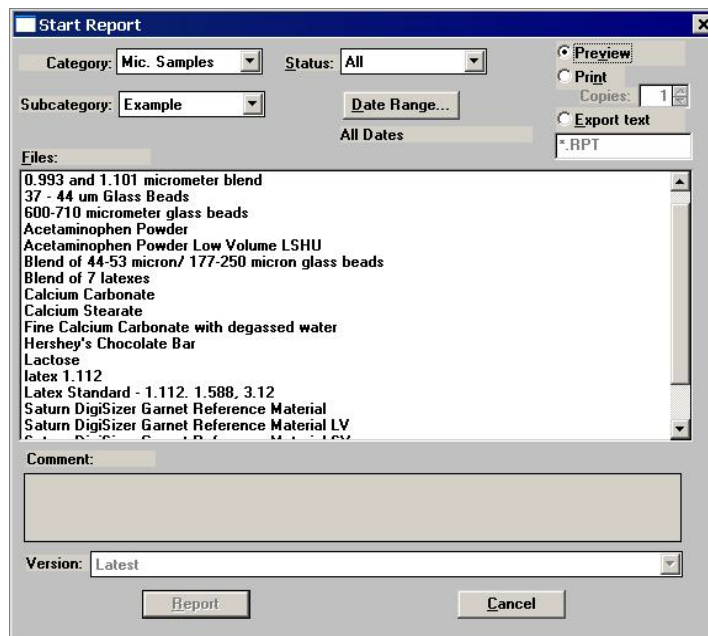 Start Report
Category: Mic. Samples
Status: All
Preview
Print
Copies: 1
Subcategory: Example
Date Range...
Export text
All Dates
*.RPT
Files:
0.993 and 1.101 micrometer blend
37 - 44 um Glass Beads
600-710 micrometer glass beads
Acetaminophen Powder
Acetaminophen Powder Low Volume LSHU
Blend of 44-53 micron/ 177-250 micron glass beads
Blend of 7 latexes
Calcium Carbonate
Calcium Stearate
Fine Calcium Carbonate with degassed water
Hershey's Chocolate Bar
Lactose
latex 1.112
Latex Standard - 1.112. 1.588, 3.12
Saturn DigiSizer Garnet Reference Material
Saturn DigiSizer Garnet Reference Material LV
Comment:
Version: Latest
Report
Cancel